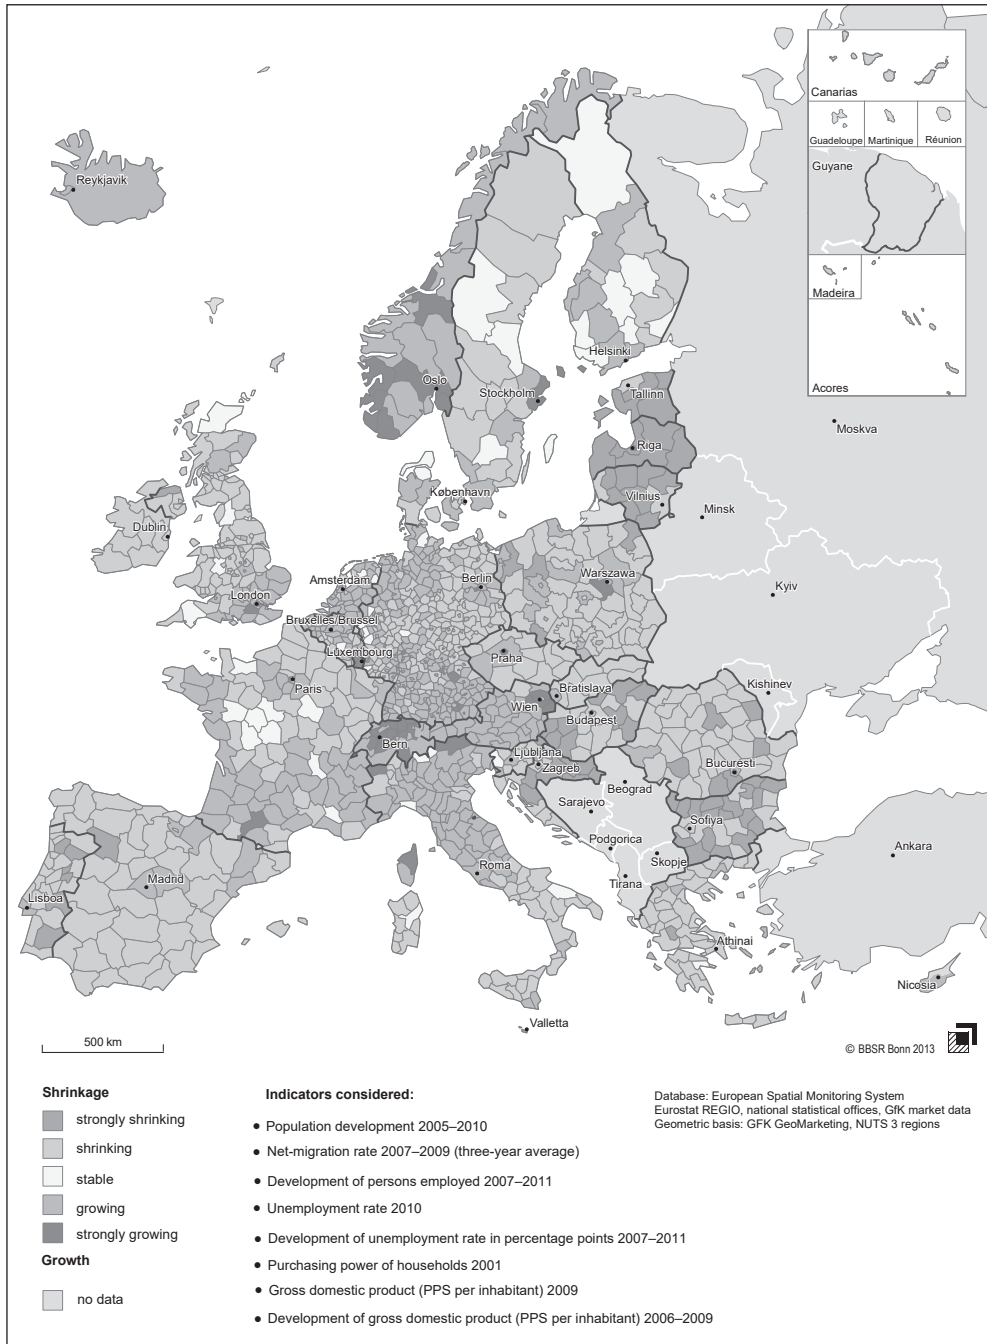 Canarias
Guadeloupe
Martinique
Réunion
Guyane
Madeira
Acores
Reykjavik
Helsinki
Oslo
Stockholm
Tallinn
Moskva
Riga
København
Vilnius
Minsk
Dublin
Amsterdam
Berlin
Warszawa
Kyiv
London
Bruxelles/Brussel
Luxembourg
Praha
Kishinev
Paris
Bratislava
Wien
Budapest
Bern
Ljubljana
Zagreb
Bucuresti
Beograd
Sarajevo
Sofiya
Podgorica
Ankara
Skopje
Roma
Tirana
Madrid
Lisboa
Athinai
Nicosia
Valletta
500 km
© BBSR Bonn 2013
Shrinkage
strongly shrinking
shrinking
stable
growing
strongly growing
Growth
no data
Indicators considered:
• Population development 2005–2010
• Net-migration rate 2007–2009 (three-year average)
• Development of persons employed 2007–2011
• Unemployment rate 2010
• Development of unemployment rate in percentage points 2007–2011
• Purchasing power of households 2001
• Gross domestic product (PPS per inhabitant) 2009
• Development of gross domestic product (PPS per inhabitant) 2006–2009
Database: European Spatial Monitoring System
Eurostat REGIO, national statistical offices, GfK market data
Geometric basis: GFK GeoMarketing, NUTS 3 regions